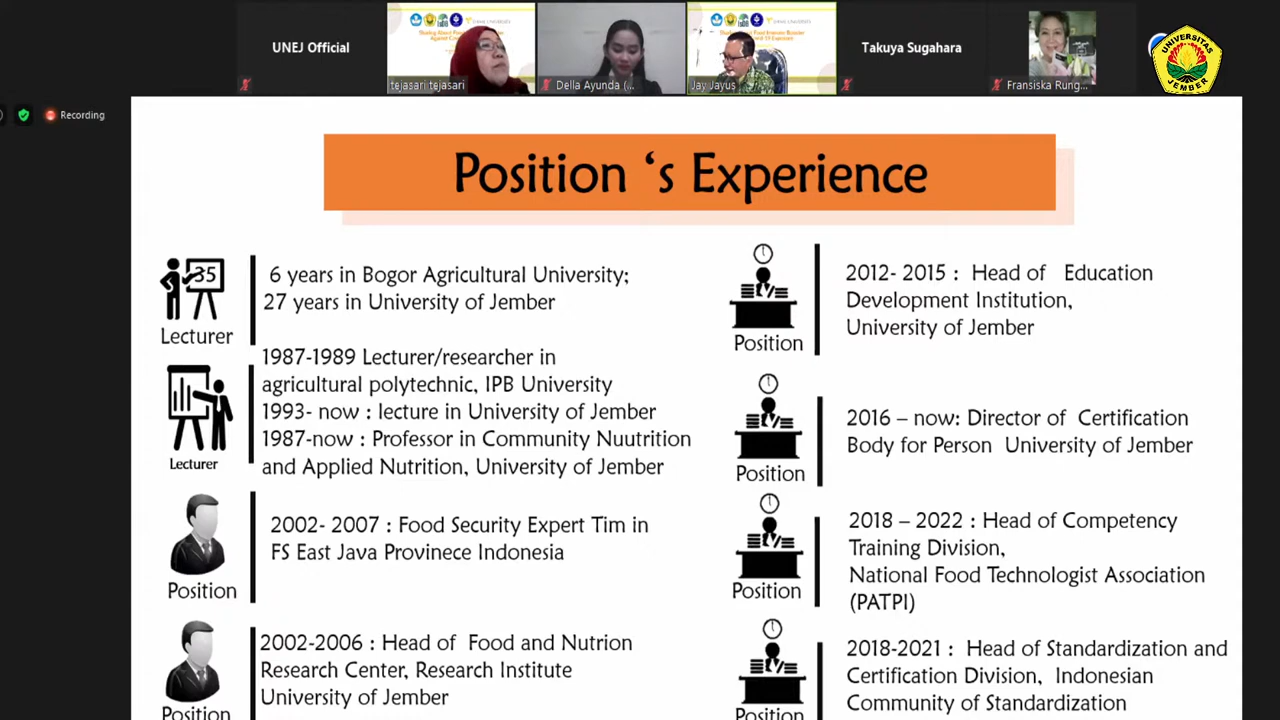 UNEJ Official
tejasari tejasari
Della Ayunda (...
Jay Jayus
Takuya Sugahara
Fransiska Rung...
UNIVERSITAS
JEMBER
Recording
Position ‘s Experience
35
Lecturer
6 years in Bogor Agricultural University;
27 years in University of Jember
Lecturer
1987-1989 Lecturer/researcher in
agricultural polytechnic, IPB University
1993- now : lecture in University of Jember
1987-now : Professor in Community Nuutrition
and Applied Nutrition, University of Jember
Position
2002- 2007 : Food Security Expert Tim in
FS East Java Provinece Indonesia
Position
2002-2006 : Head of Food and Nutrion
Research Center, Research Institute
University of Jember
Position
2012- 2015 : Head of Education
Development Institution,
University of Jember
Position
2016 – now: Director of Certification
Body for Person University of Jember
Position
2018 – 2022 : Head of Competency
Training Division,
National Food Technologist Association
(PATPI)
Position
2018-2021 : Head of Standardization and
Certification Division, Indonesian
Community of Standardization